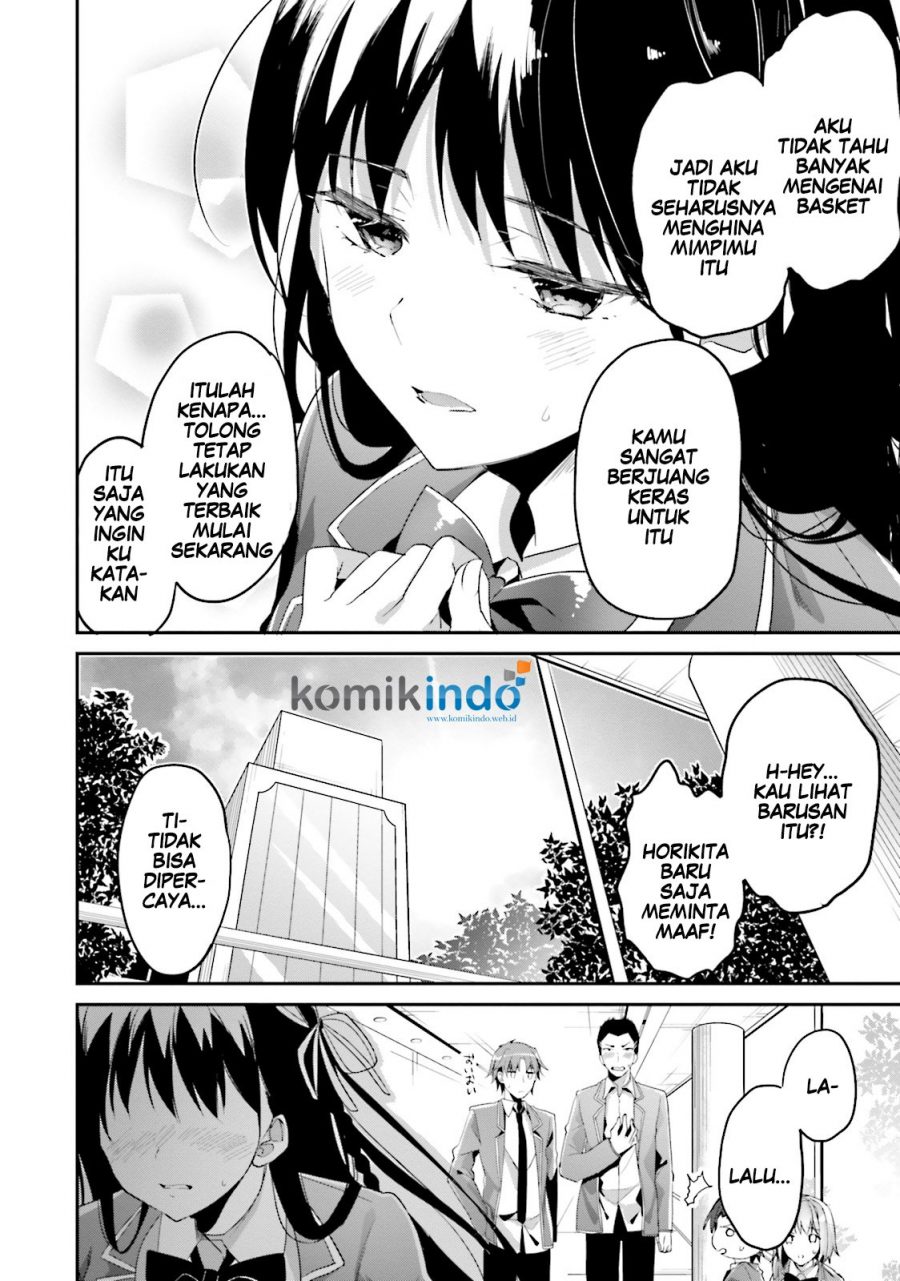 AKU
TIDAK TAHU
BANYAK
MENGENAI
BASKET
JADI AKU
TIDAK
SEHARUSNYA
MENGHINA
MIMPIMU
ITU
KAMU
SANGAT
BERJUANG
KERAS
UNTUK
ITU
ITULAH
KENAPA...
TOLONG
TETAP
LAKUKAN
YANG
TERBAIK
MULAI
SEKARANG
ITU
SAJA
YANG
INGIN
KU
KATA-
KAN
komikindo
www.komikindo.web.id
H-HEY...
KAU LIHAT
BARUSAN
ITU?!
HORIKITA
BARU
SAJA
MEMINTA
MAAF!
TI-
TIDAK
BISA
DIPER-
CAYA...
LA-
LALU...